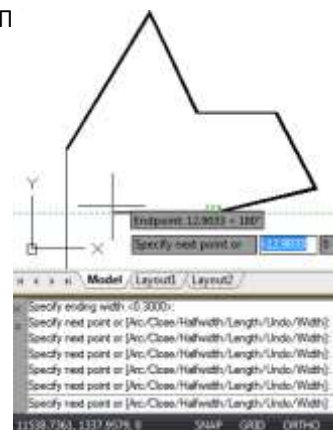 П
Y
Endpoint: 12.9033 < 180°
Specify next point or 12.9033
X
Model Layout1 Layout2
Specify ending width <0.3000>:
Specify next point or [Arc/Close/Halfwidth/Length/Undo/Width]:
Specify next point or [Arc/Close/Halfwidth/Length/Undo/Width]:
Specify next point or [Arc/Close/Halfwidth/Length/Undo/Width]:
Specify next point or [Arc/Close/Halfwidth/Length/Undo/Width]:
Specify next point or [Arc/Close/Halfwidth/Length/Undo/Width]:
Specify next point or [Arc/Close/Halfwidth/Length/Undo/Width]:
SNAP GRID ORTHO